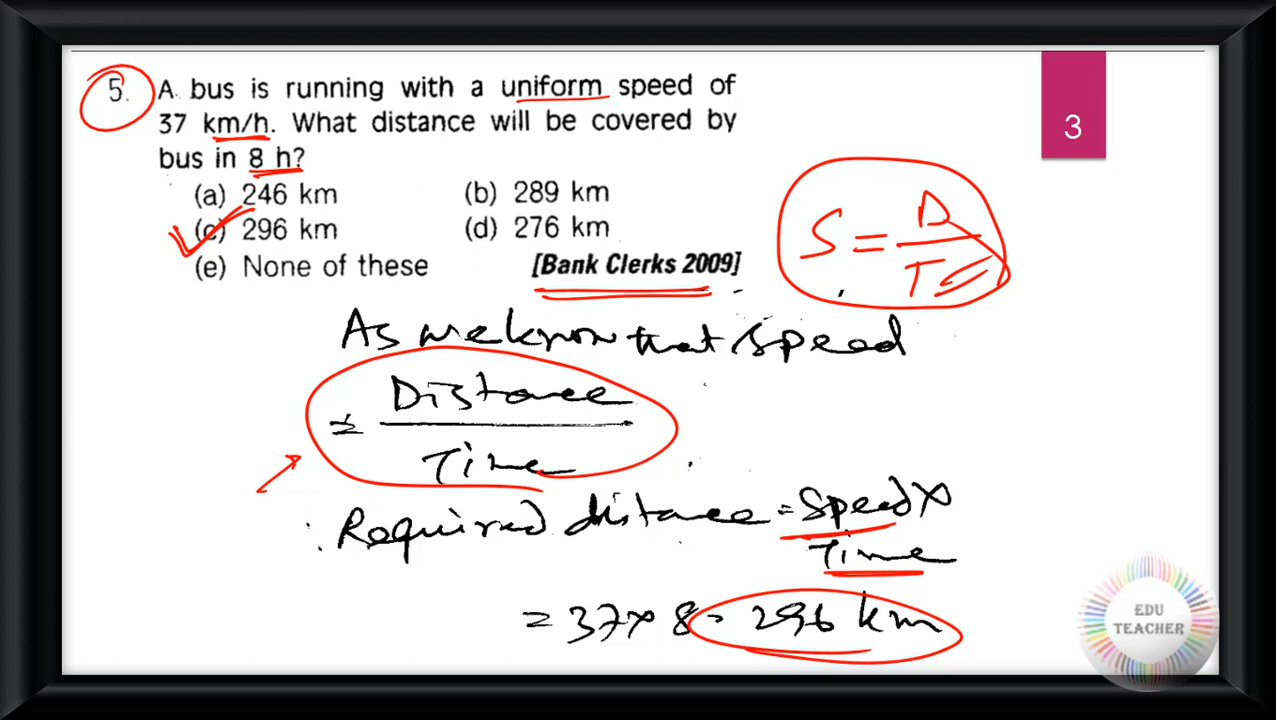 5. A bus is running with a uniform speed of
37 km/h. What distance will be covered by
bus in 8 h?
(a) 246 km (b) 289 km
(c) 296 km (d) 276 km
(e) None of these [Bank Clerks 2009]
3
S = D
T
As we know that speed
= Distance
Time
Required distance = Speed ×
Time
= 37 × 8 = 296 km
EDU
TEACHER